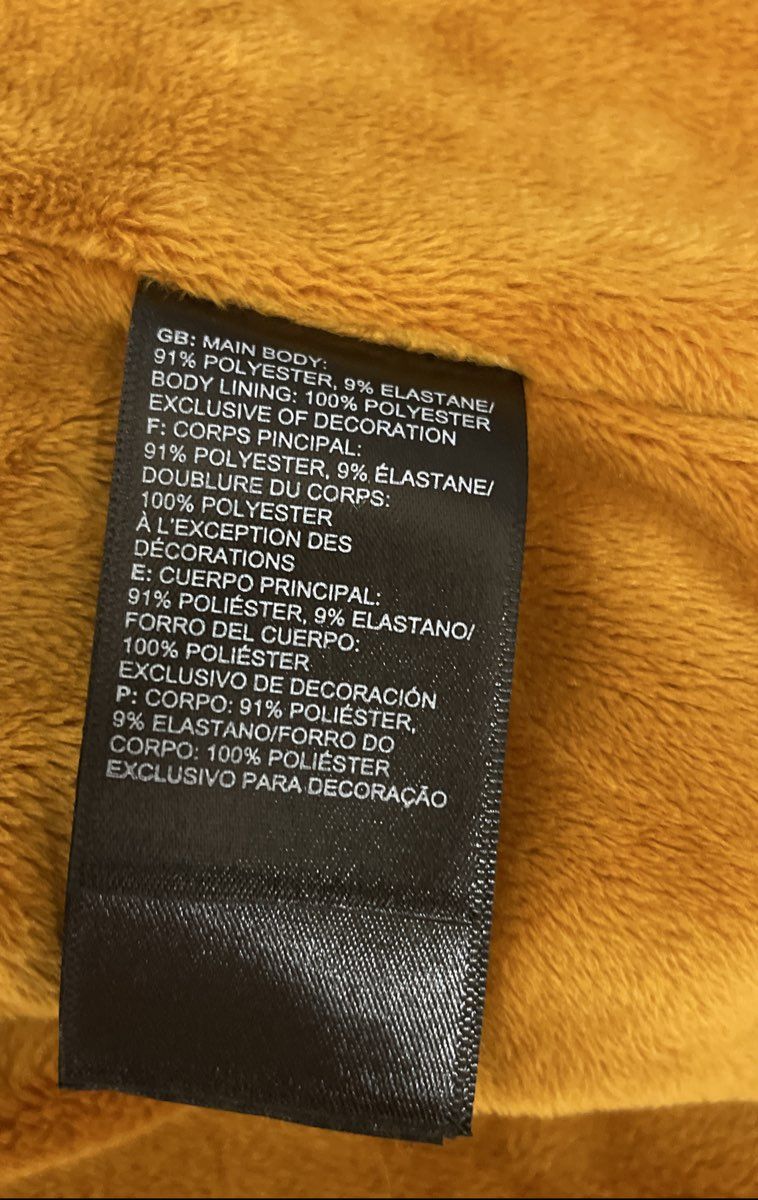 GB: MAIN BODY:
91% POLYESTER, 9% ELASTANE/
BODY LINING: 100% POLYESTER
EXCLUSIVE OF DECORATION
F: CORPS PINCIPAL:
91% POLYESTER, 9% ÉLASTANE/
DOUBLURE DU CORPS:
100% POLYESTER
À L'EXCEPTION DES
DÉCORATIONS
E: CUERPO PRINCIPAL:
91% POLIÉSTER, 9% ELASTANO/
FORRO DEL CUERPO:
100% POLIÉSTER
EXCLUSIVO DE DECORACIÓN
P: CORPO: 91% POLIÉSTER,
9% ELASTANO/FORRO DO
CORPO: 100% POLIÉSTER
EXCLUSIVO PARA DECORAÇÃO